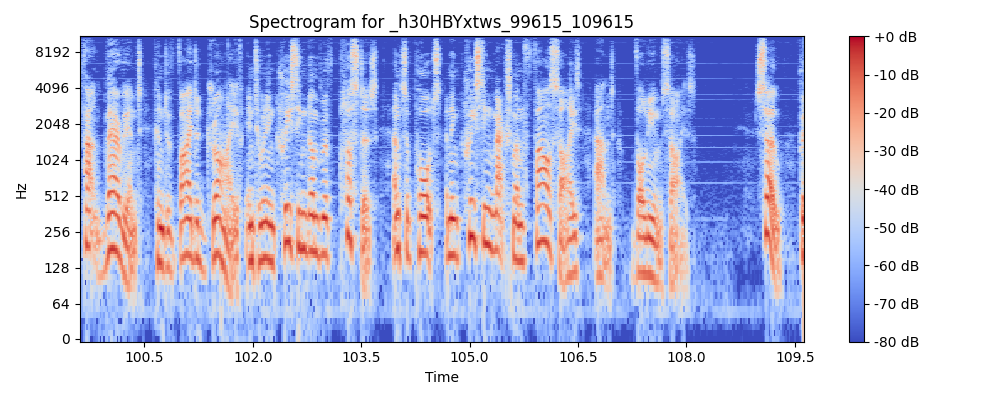 Spectrogram for _h30HBYxtws_99615_109615
Hz
8192
4096
2048
1024
512
256
128
64
0
100.5 102.0 103.5 105.0 106.5 108.0 109.5
Time
+0 dB
-10 dB
-20 dB
-30 dB
-40 dB
-50 dB
-60 dB
-70 dB
-80 dB